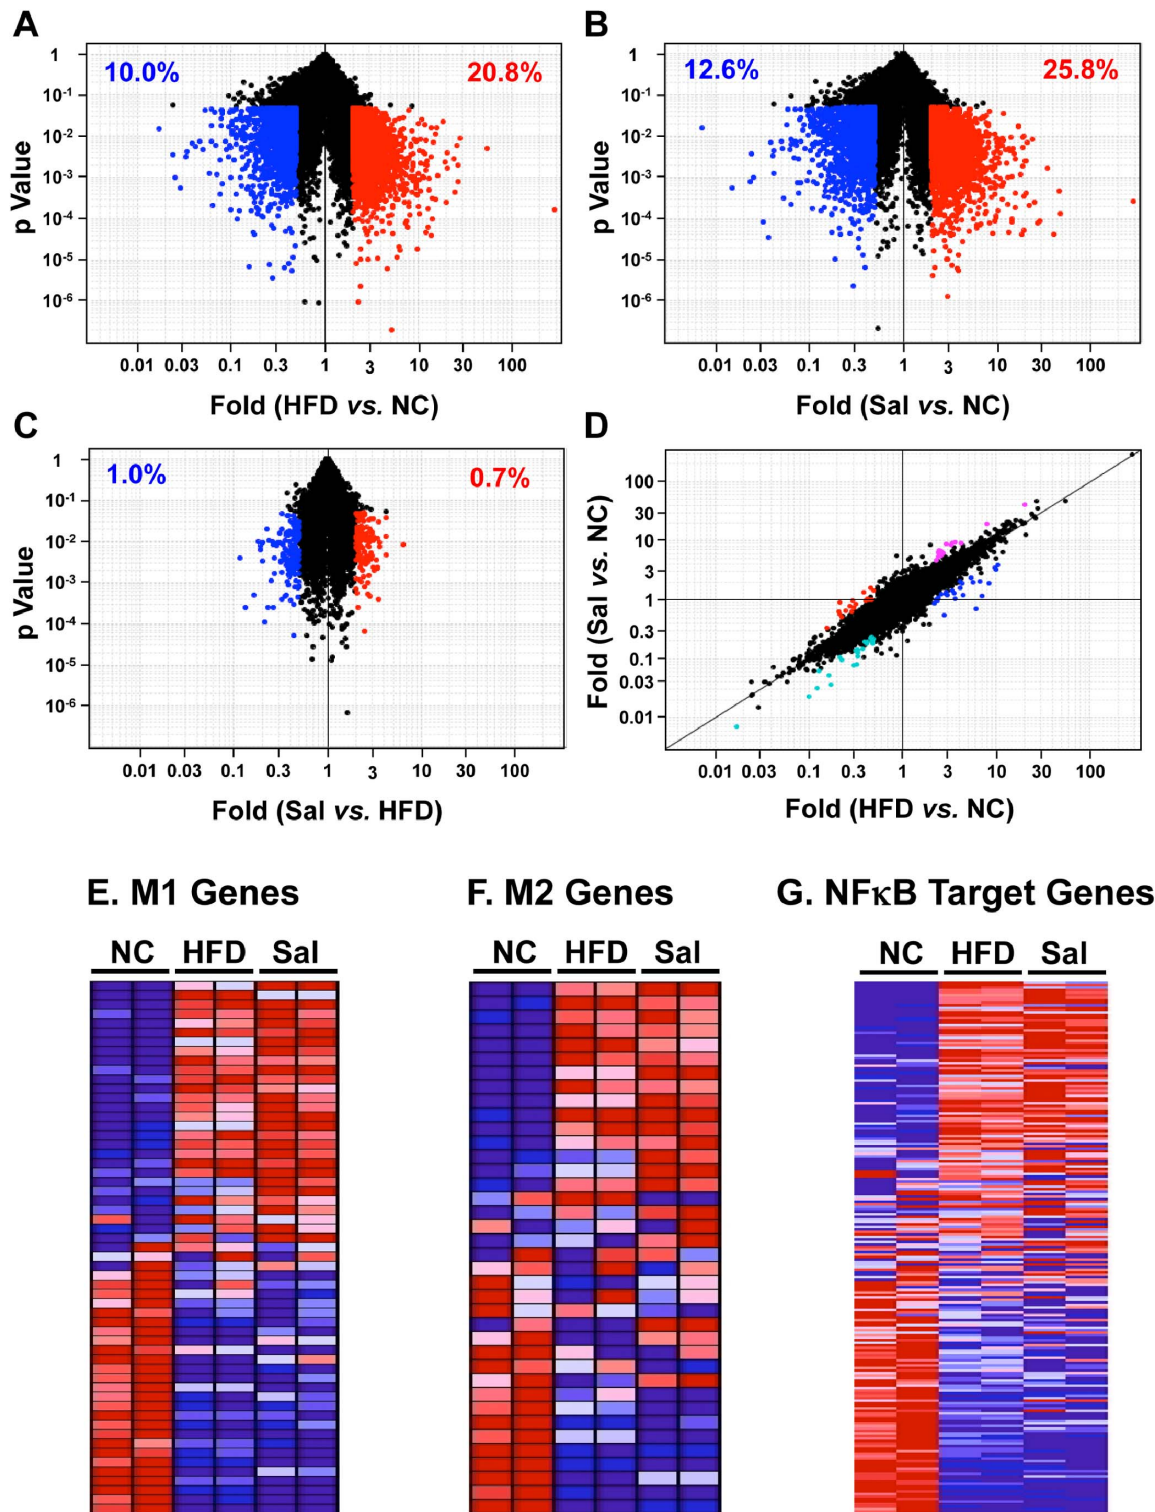 A
10.0%
20.8%
1
10-1
10-2
10-3
10-4
10-5
10-6
p Value
0.01 0.03 0.1 0.3 1 3 10 30 100
Fold (HFD vs. NC)
B
12.6%
25.8%
1
10-1
10-2
10-3
10-4
10-5
10-6
p Value
0.01 0.03 0.1 0.3 1 3 10 30 100
Fold (Sal vs. NC)
C
1.0%
0.7%
1
10-1
10-2
10-3
10-4
10-5
10-6
p Value
0.01 0.03 0.1 0.3 1 3 10 30 100
Fold (Sal vs. HFD)
D
100
30
10
3
1
0.3
0.1
0.03
0.01
Fold (Sal vs. NC)
0.01 0.03 0.1 0.3 1 3 10 30 100
Fold (HFD vs. NC)
E. M1 Genes
NC HFD Sal
F. M2 Genes
NC HFD Sal
G. NFκB Target Genes
NC HFD Sal